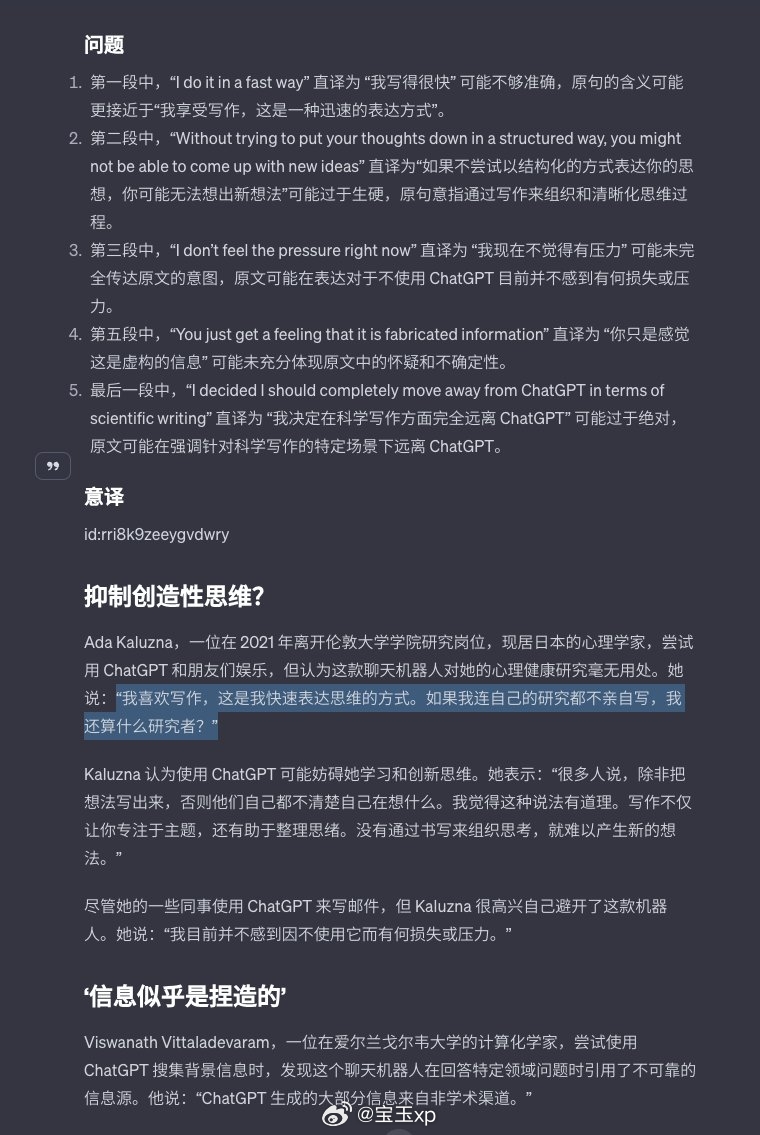 问题
1. 第一段中，“I do it in a fast way” 直译为 “我写得很快” 可能不够准确，原句的含义可能
更接近于“我享受写作，这是一种迅速的表达方式”。
2. 第二段中，“Without trying to put your thoughts down in a structured way, you might
not be able to come up with new ideas” 直译为“如果不尝试以结构化的方式表达你的思
想，你可能无法想出新想法”可能过于生硬，原句意指通过写作来组织和清晰化思维过
程。
3. 第三段中，“I don’t feel the pressure right now” 直译为 “我现在不觉得有压力” 可能未完
全传达原文的意图，原文可能在表达对于不使用 ChatGPT 目前并不感到有何损失或压
力。
4. 第五段中，“You just get a feeling that it is fabricated information” 直译为 “你只是感觉
这是虚构的信息” 可能未充分体现原文中的怀疑和不确定性。
5. 最后一段中，“I decided I should completely move away from ChatGPT in terms of
scientific writing” 直译为 “我决定在科学写作方面完全远离 ChatGPT” 可能过于绝对，
原文可能在强调针对科学写作的特定场景下远离 ChatGPT。
意译
id:rri8k9zeeygvdwry
抑制创造性思维？
Ada Kaluzna，一位在 2021 年离开伦敦大学学院研究岗位，现居日本的心理学家，尝试
用 ChatGPT 和朋友们娱乐，但认为这款聊天机器人对她的心理健康研究毫无用处。她
说：“我喜欢写作，这是我快速表达思维的方式。如果我连自己的研究都不亲自写，我
还算什么研究者？”
Kaluzna 认为使用 ChatGPT 可能妨碍她学习和创新思维。她表示：“很多人说，除非把
想法写出来，否则他们自己都不清楚自己在想什么。我觉得这种说法有道理。写作不仅
让你专注于主题，还有助于整理思绪。没有通过书写来组织思考，就难以产生新的想
法。”
尽管她的一些同事使用 ChatGPT 来写邮件，但 Kaluzna 很高兴自己避开了这款机器
人。她说：“我目前并不感到因不使用它而有何损失或压力。”
‘信息似乎是捏造的’
Viswanath Vittaladevaram，一位在爱尔兰戈尔韦大学的计算化学家，尝试使用
ChatGPT 搜集背景信息时，发现这个聊天机器人在回答特定领域问题时引用了不可靠的
信息源。他说：“ChatGPT 生成的大部分信息来自非学术渠道。”
@宝玉xp